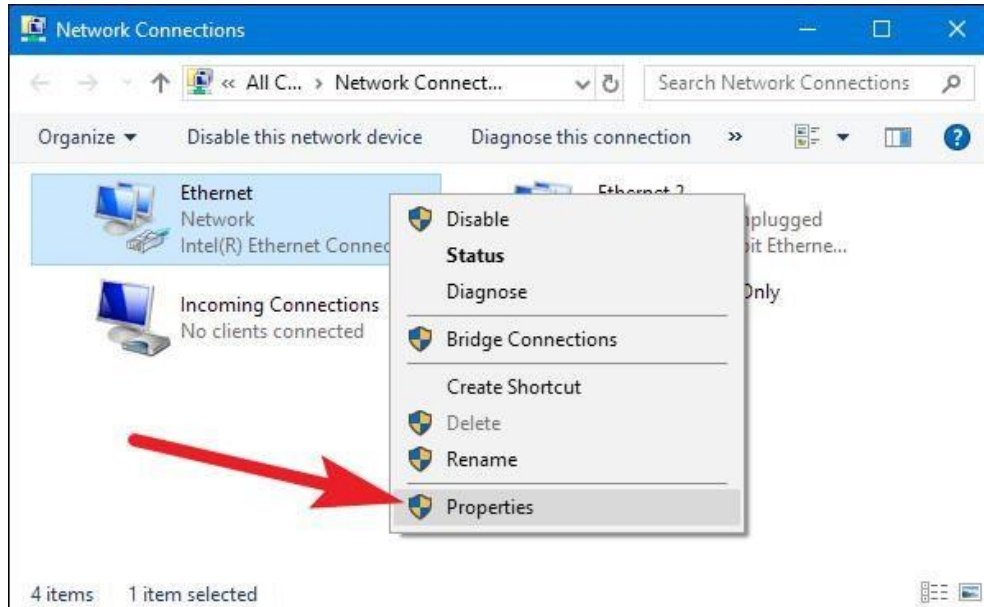 Network Connections
« All C... › Network Connect...
Search Network Connections
Organize
Disable this network device
Diagnose this connection
»
Ethernet
Network
Intel(R) Ethernet Connec
Ethernet 2
Incoming Connections
No clients connected
Disable
Status
Diagnose
Bridge Connections
Create Shortcut
Delete
Rename
Properties
Etherne...
Only
4 items 1 item selected